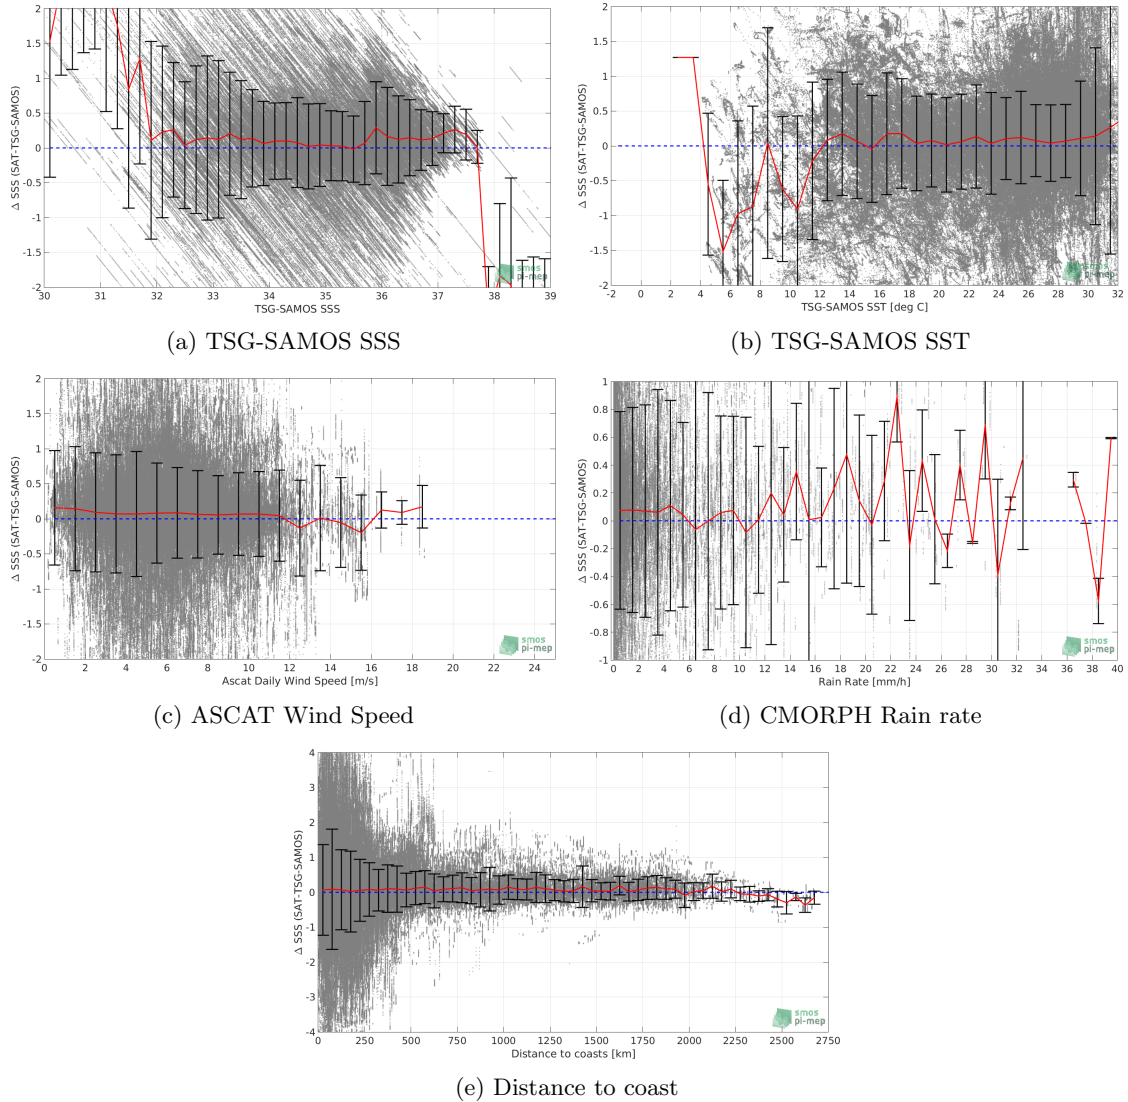 2
1.5
1
0.5
0
-0.5
-1
-1.5
-2
Δ SSS (SAT-TSG-SAMOS)
30 31 32 33 34 35 36 37 38 39
TSG-SAMOS SSS
smos
pi-mep
(a) TSG-SAMOS SSS
2
1.5
1
0.5
0
-0.5
-1
-1.5
-2
Δ SSS (SAT-TSG-SAMOS)
-2 0 2 4 6 8 10 12 14 16 18 20 22 24 26 28 30 32
TSG-SAMOS SST [deg C]
smos
pi-mep
(b) TSG-SAMOS SST
2
1.5
1
0.5
0
-0.5
-1
-1.5
-2
Δ SSS (SAT-TSG-SAMOS)
0 2 4 6 8 10 12 14 16 18 20 22 24
Ascat Daily Wind Speed [m/s]
smos
pi-mep
(c) ASCAT Wind Speed
1
0.8
0.6
0.4
0.2
0
-0.2
-0.4
-0.6
-0.8
-1
Δ SSS (SAT-TSG-SAMOS)
0 2 4 6 8 10 12 14 16 18 20 22 24 26 28 30 32 34 36 38 40
Rain Rate [mm/h]
smos
pi-mep
(d) CMORPH Rain rate
4
3
2
1
0
-1
-2
-3
-4
Δ SSS (SAT-TSG-SAMOS)
0 250 500 750 1000 1250 1500 1750 2000 2250 2500 2750
Distance to coasts [km]
smos
pi-mep
(e) Distance to coast